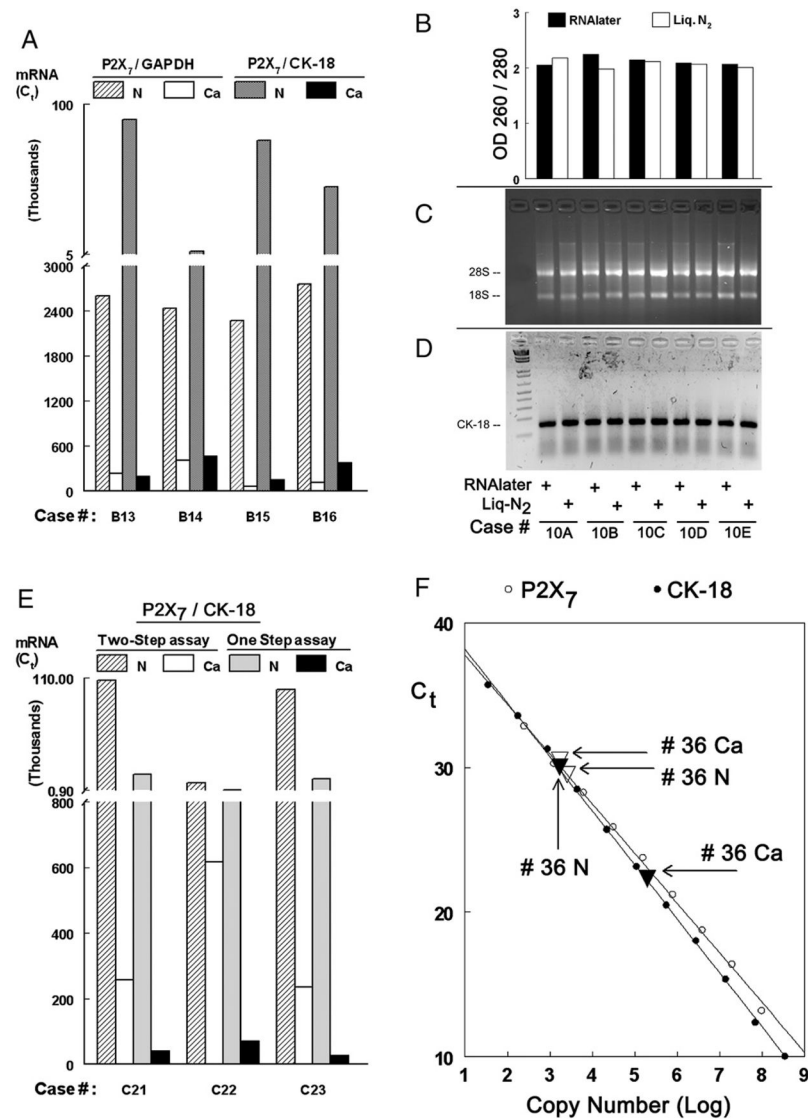 A
P2X7/GAPDH P2X7/CK-18
mRNA
(Ct)
N Ca N Ca
(Thousands)
100
5
3000
2400
1800
1200
600
0
Case #: B13 B14 B15 B16
B
RNAlater Liq. N2
OD 260 / 280
3
2
1
0
C
28S --
18S --
D
CK-18 --
RNAlater + + + + +
Liq-N2 + + + + +
Case # 10A 10B 10C 10D 10E
E
P2X7 / CK-18
mRNA
(Ct)
Two-Step assay One Step assay
N Ca N Ca
(Thousands)
110.00
0.90
800
600
400
200
0
Case #: C21 C22 C23
F
P2X7 CK-18
Ct
40
30
20
10
# 36 Ca
# 36 N
# 36 N
# 36 Ca
1 2 3 4 5 6 7 8 9
Copy Number (Log)